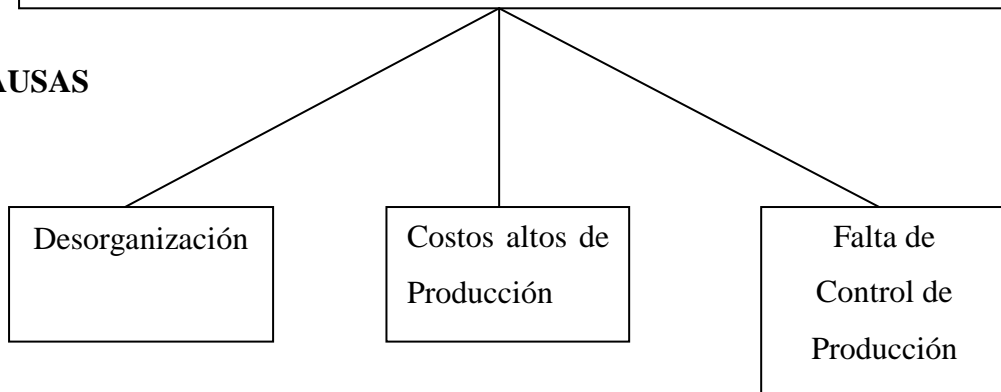 AUSAS
Desorganización
Costos altos de
Producción
Falta de
Control de
Producción